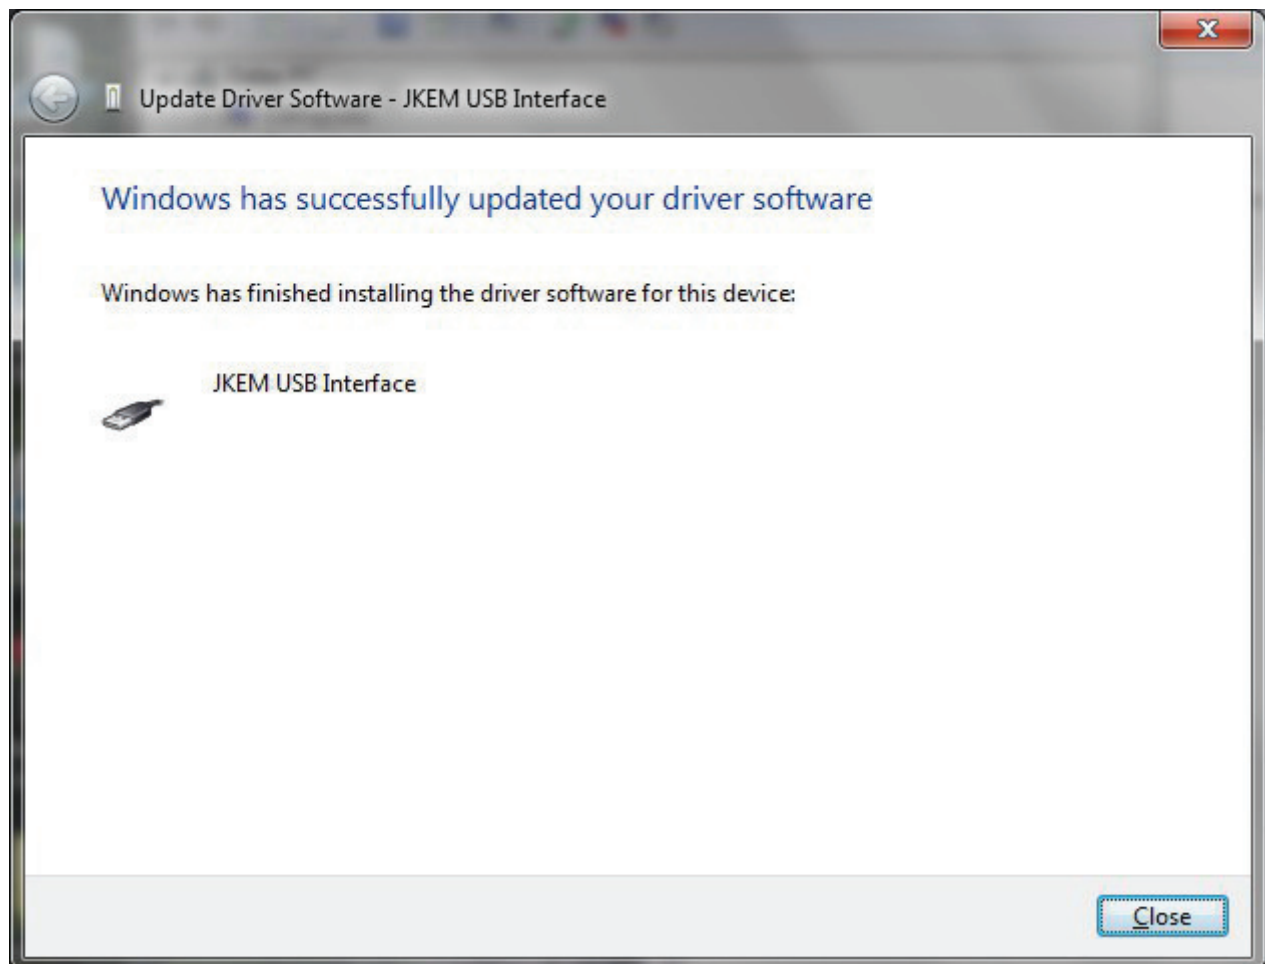 Update Driver Software - JKEM USB Interface
Windows has successfully updated your driver software
Windows has finished installing the driver software for this device:
JKEM USB Interface
Close